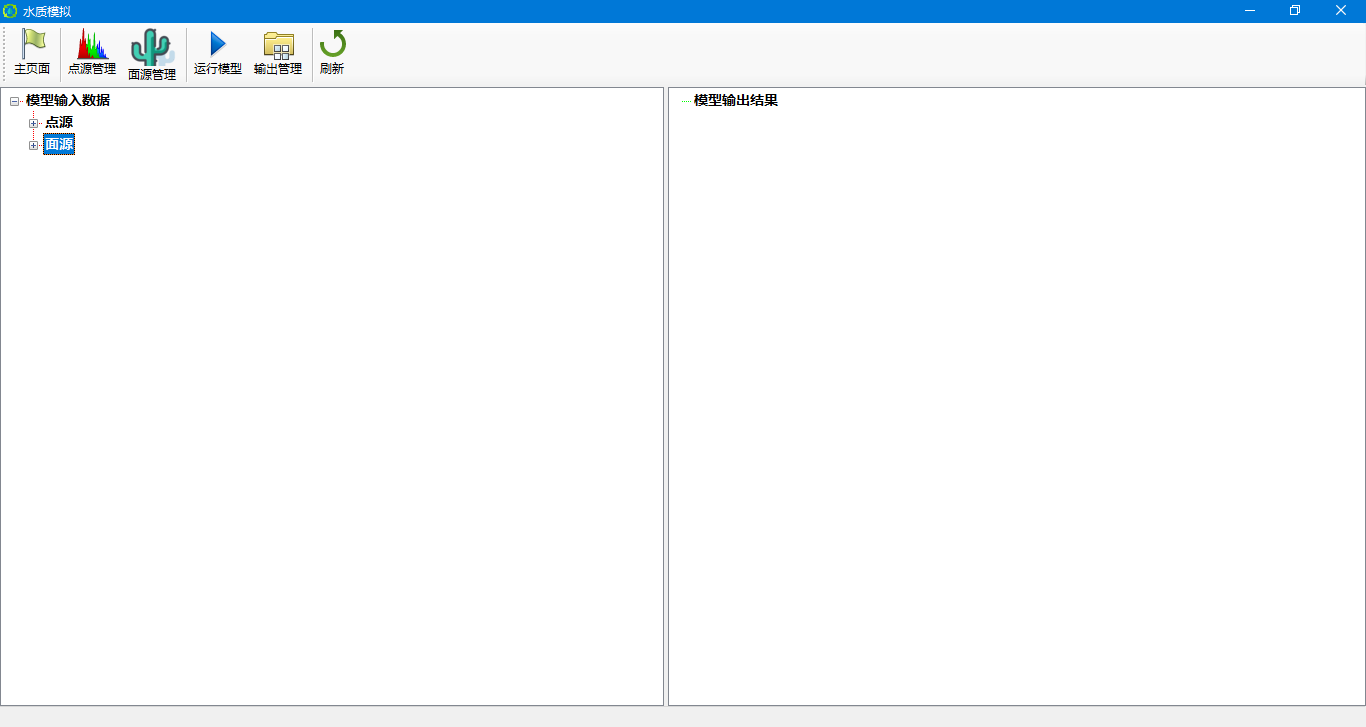 水质模拟
主页面 点源管理 面源管理 运行模型 输出管理 刷新
模型输入数据
点源
面源
模型输出结果